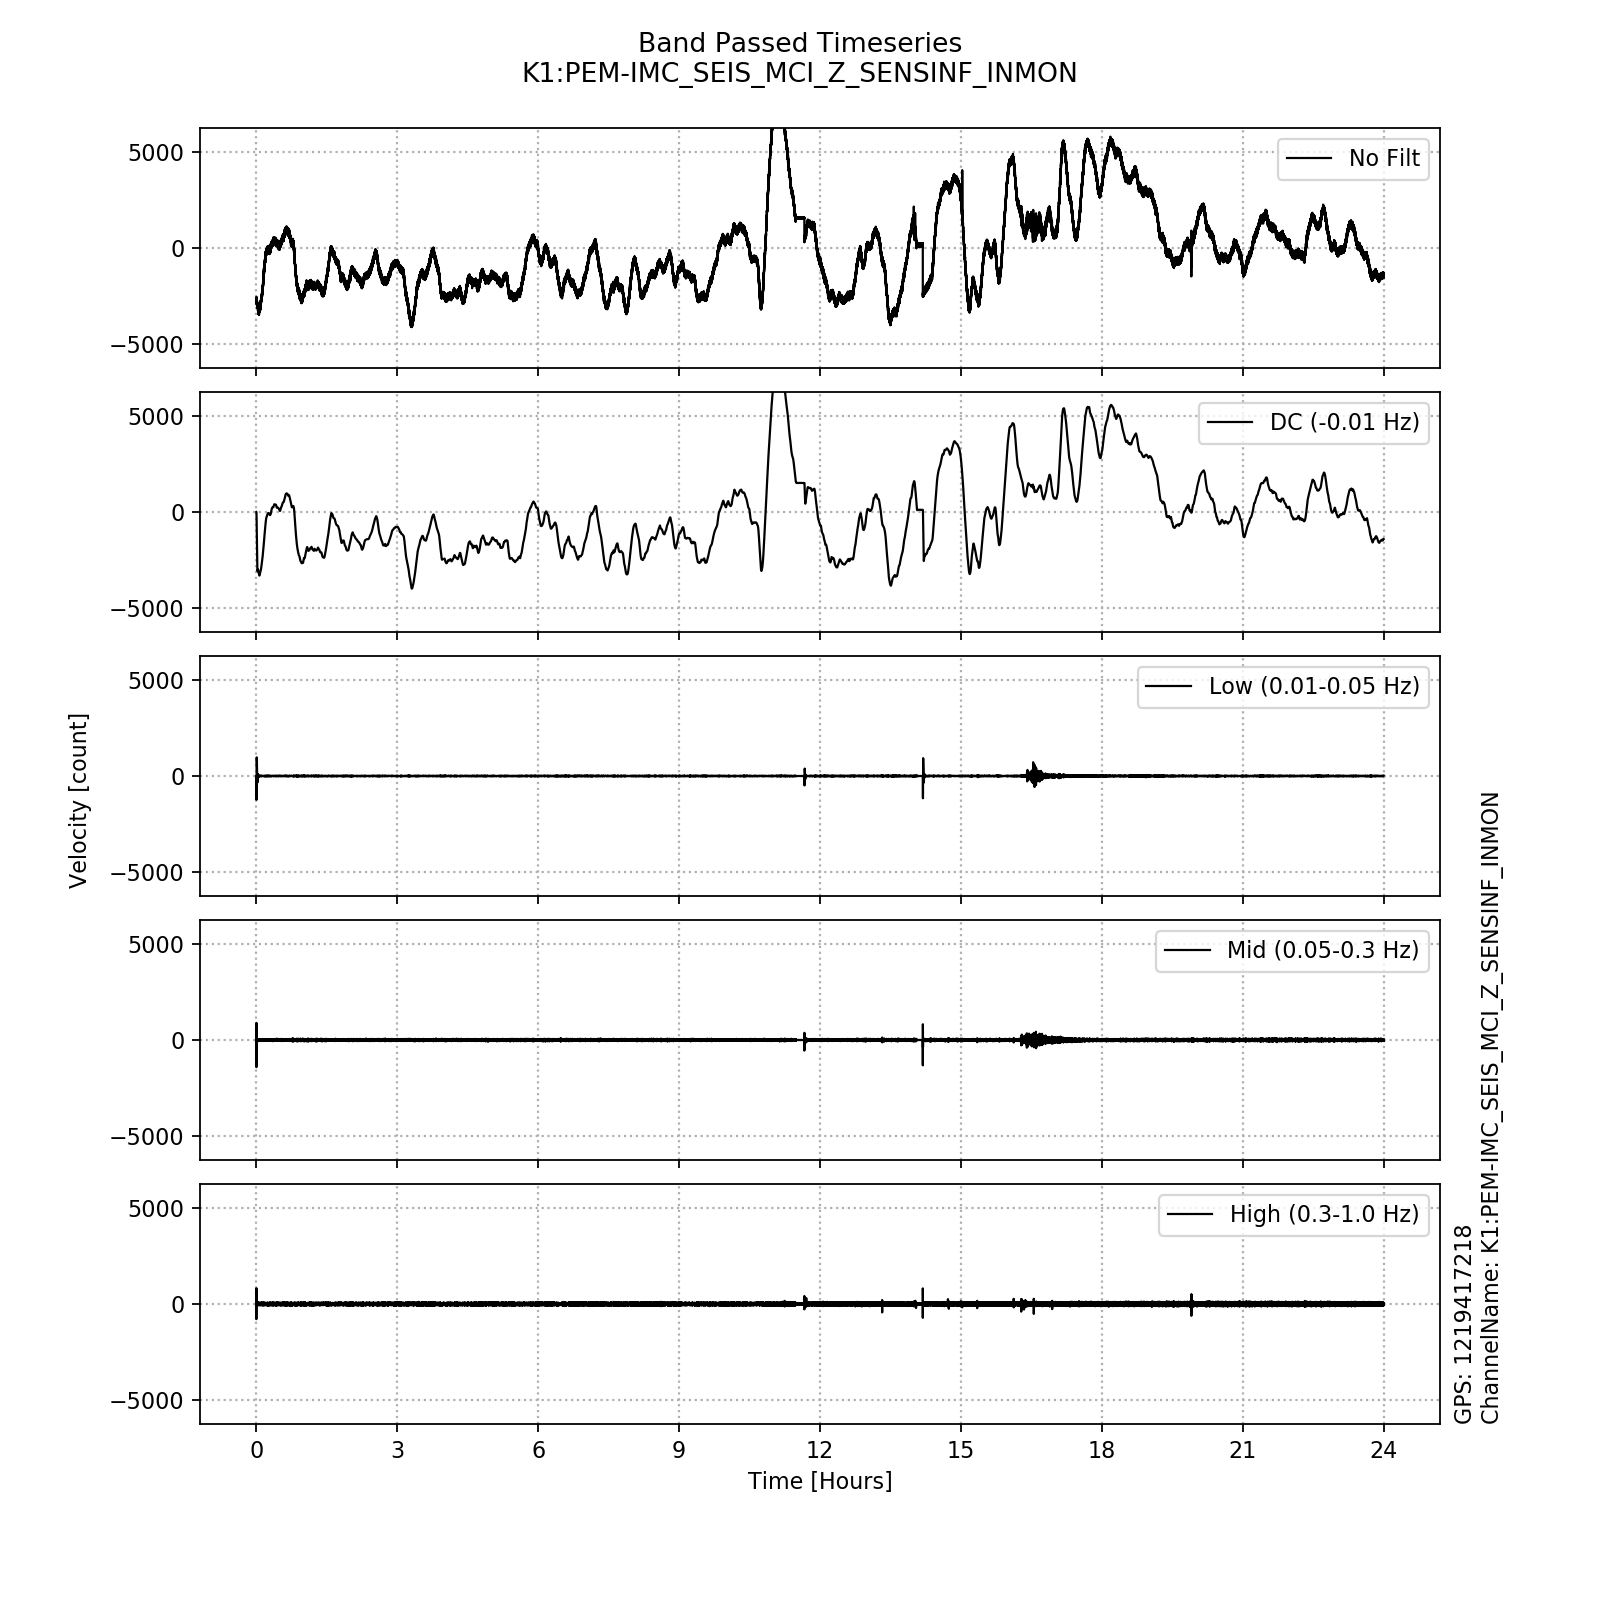 Band Passed Timeseries
K1:PEM-IMC_SEIS_MCI_Z_SENSINF_INMON
5000
0
−5000
No Filt
5000
0
−5000
DC (-0.01 Hz)
5000
0
−5000
Low (0.01-0.05 Hz)
5000
0
−5000
Mid (0.05-0.3 Hz)
5000
0
−5000
High (0.3-1.0 Hz)
0 3 6 9 12 15 18 21 24
Time [Hours]
Velocity [count]
GPS: 1219417218
ChannelName: K1:PEM-IMC_SEIS_MCI_Z_SENSINF_INMON